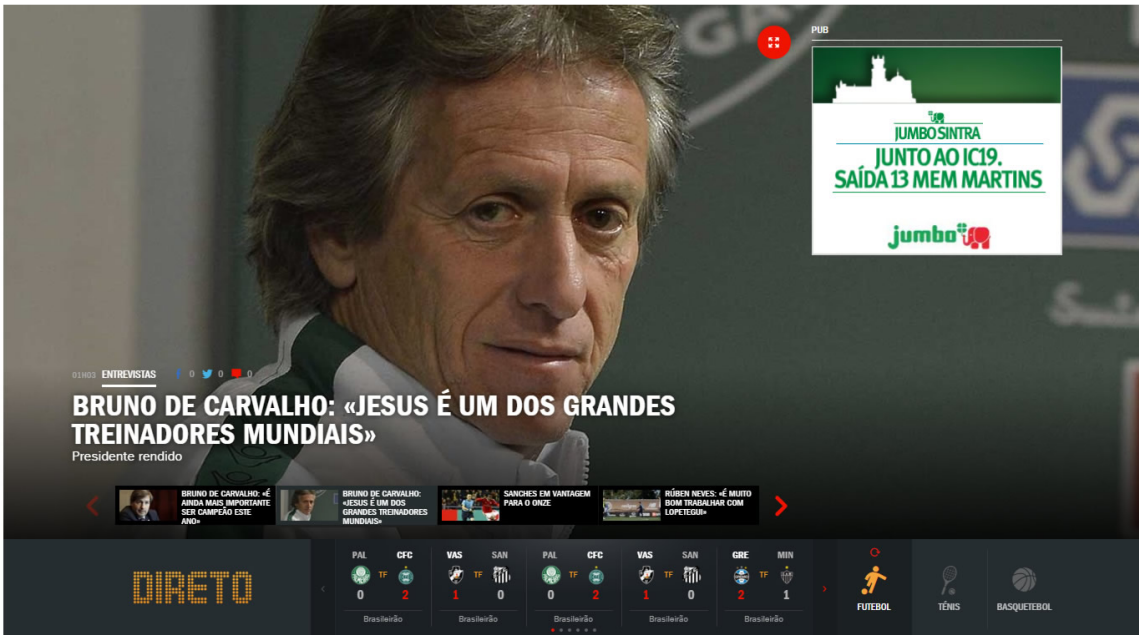 PUB
JUMBO SINTRA
JUNTO AO IC19.
SAÍDA 13 MEM MARTINS
jumbo
01H03 ENTREVISTAS 0 0 0
BRUNO DE CARVALHO: «JESUS É UM DOS GRANDES
TREINADORES MUNDIAIS»
Presidente rendido
BRUNO DE CARVALHO: «É
AINDA MAIS IMPORTANTE
SER CAMPEÃO ESTE
ANO»
BRUNO DE CARVALHO:
«JESUS É UM DOS
GRANDES TREINADORES
MUNDIAIS»
SANCHES EM VANTAGEM
PARA O ONZE
RÚBEN NEVES: «É MUITO
BOM TRABALHAR COM
LOPETEGUI»
DIRETO
PAL CFC
TF
0 2
Brasileirão
VAS SAN
TF
1 0
Brasileirão
PAL CFC
TF
0 2
Brasileirão
VAS SAN
TF
1 0
Brasileirão
GRE MIN
TF
2 1
Brasileirão
FUTEBOL
TÉNIS
BASQUETEBOL